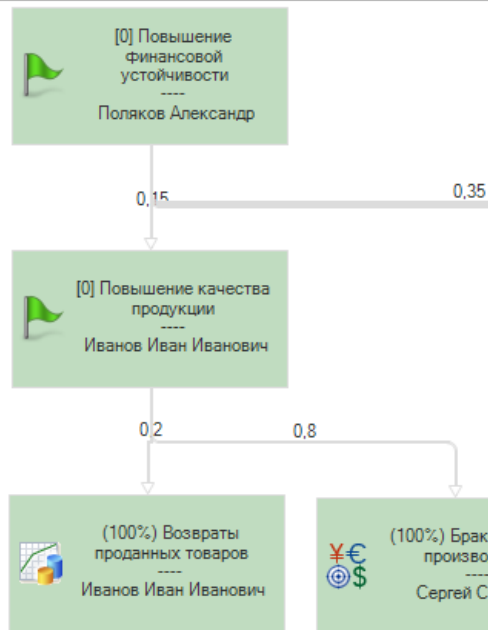 [0] Повышение
финансовой
устойчивости
----
Поляков Александр
0,15
0,35
[0] Повышение качества
продукции
----
Иванов Иван Иванович
0,2
0,8
(100%) Возвраты
проданных товаров
----
Иванов Иван Иванович
(100%) Брак
произво
----
Сергей С